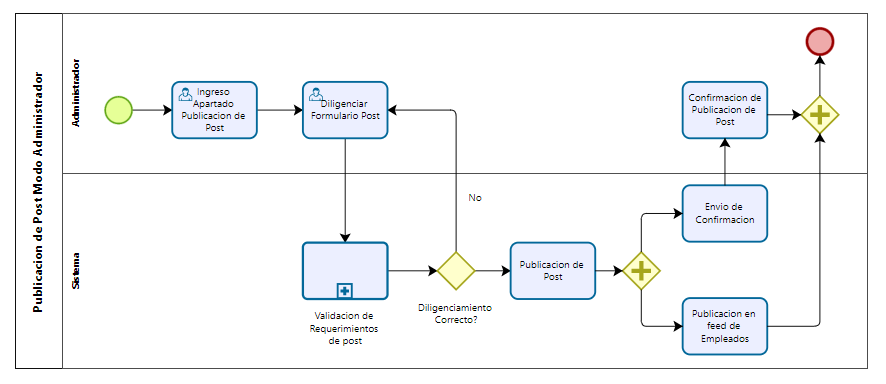 Publicacion de Post Modo Administrador
Administrador
Ingreso
Apartado
Publicacion de
Post
Diligenciar
Formulario Post
Confirmacion de
Publicacion de
Post
Sistema
No
Envio de
Confirmacion
Publicacion de
Post
Validacion de
Requerimientos
de post
Diligenciamiento
Correcto?
Publicacion en
feed de
Empleados